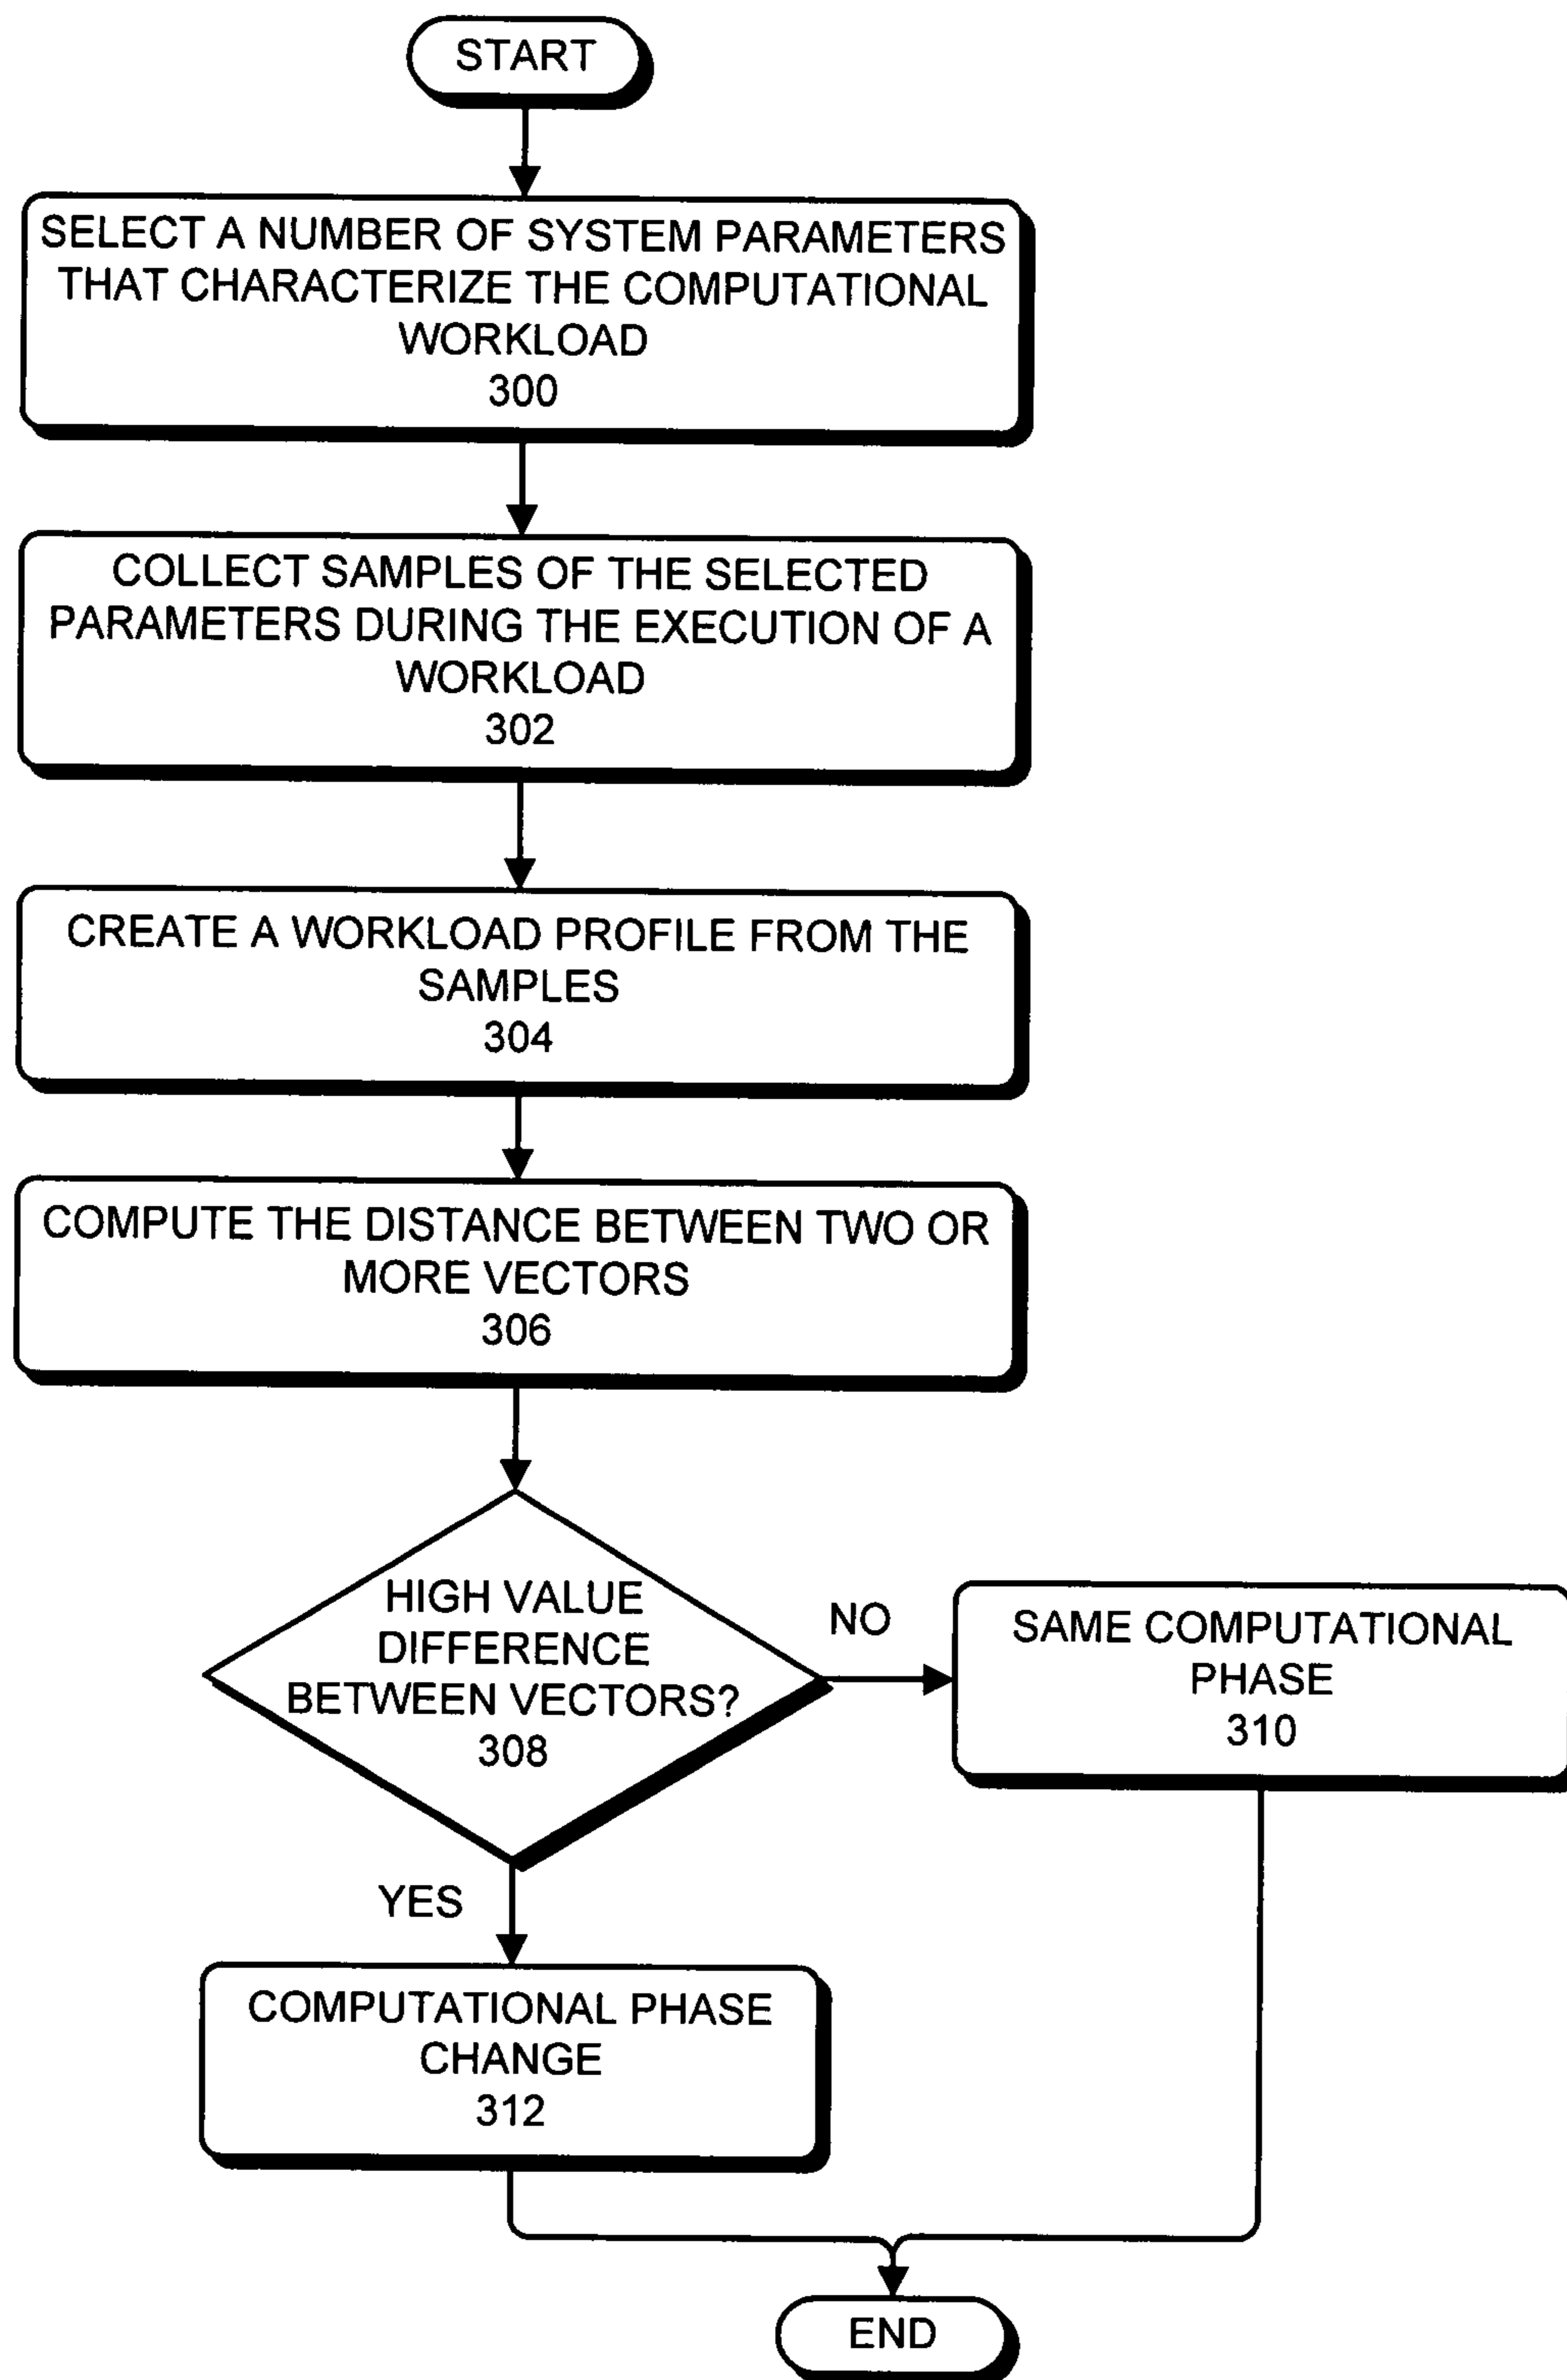 START
SELECT A NUMBER OF SYSTEM PARAMETERS
THAT CHARACTERIZE THE COMPUTATIONAL
WORKLOAD
300
COLLECT SAMPLES OF THE SELECTED
PARAMETERS DURING THE EXECUTION OF A
WORKLOAD
302
CREATE A WORKLOAD PROFILE FROM THE
SAMPLES
304
COMPUTE THE DISTANCE BETWEEN TWO OR
MORE VECTORS
306
HIGH VALUE
DIFFERENCE
BETWEEN VECTORS?
308
NO
SAME COMPUTATIONAL
PHASE
310
YES
COMPUTATIONAL PHASE
CHANGE
312
END